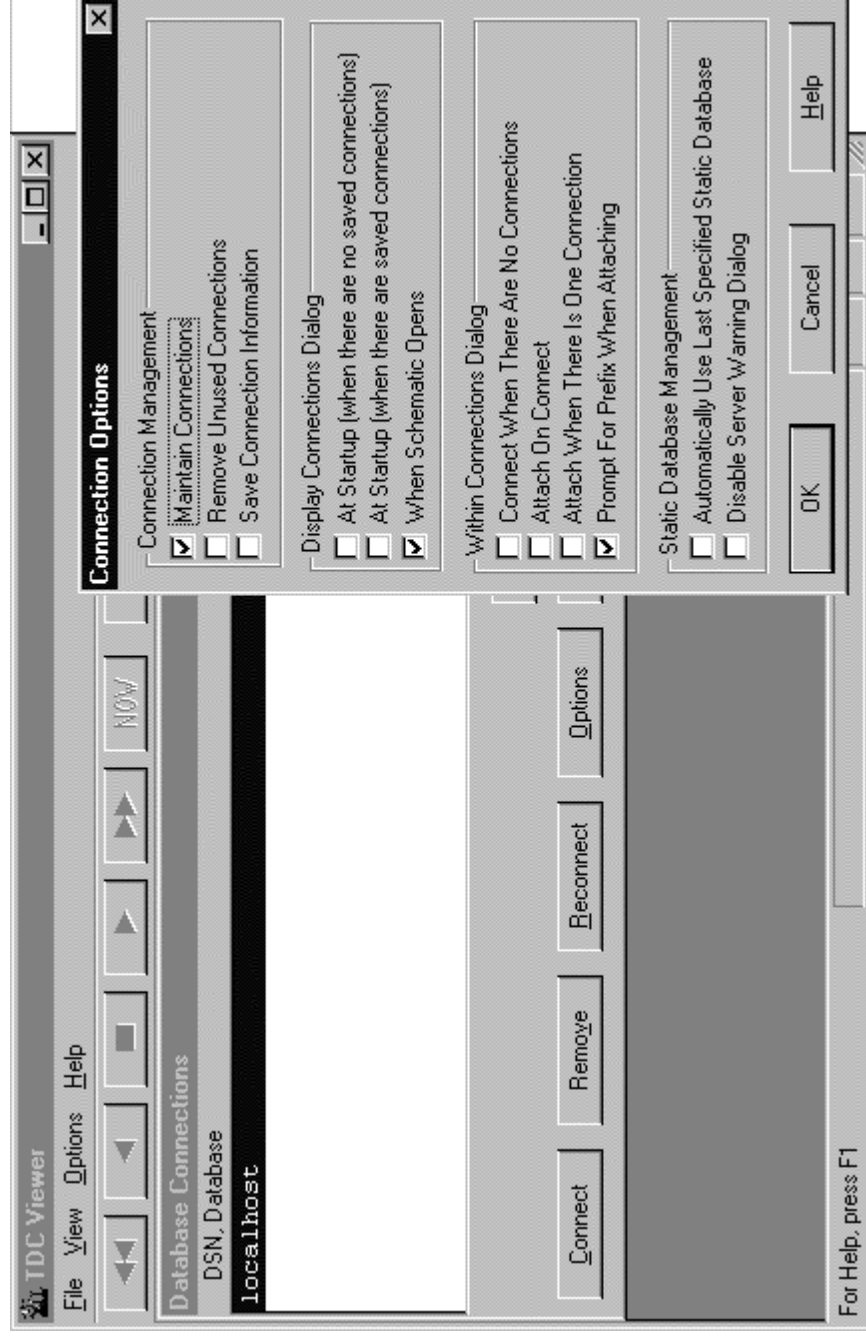 TDC Viewer
File View Options Help
NOW
Database Connections
DSN, Database
localhost
Connect Remove Reconnect Options
For Help, press F1
Connection Options
Connection Management
Maintain Connections
Remove Unused Connections
Save Connection Information
Display Connections Dialog
At Startup (when there are no saved connections)
At Startup (when there are saved connections)
When Schematic Opens
Within Connections Dialog
Connect When There Are No Connections
Attach On Connect
Attach When There Is One Connection
Prompt For Prefix When Attaching
Static Database Management
Automatically Use Last Specified Static Database
Disable Server Warning Dialog
OK Cancel Help